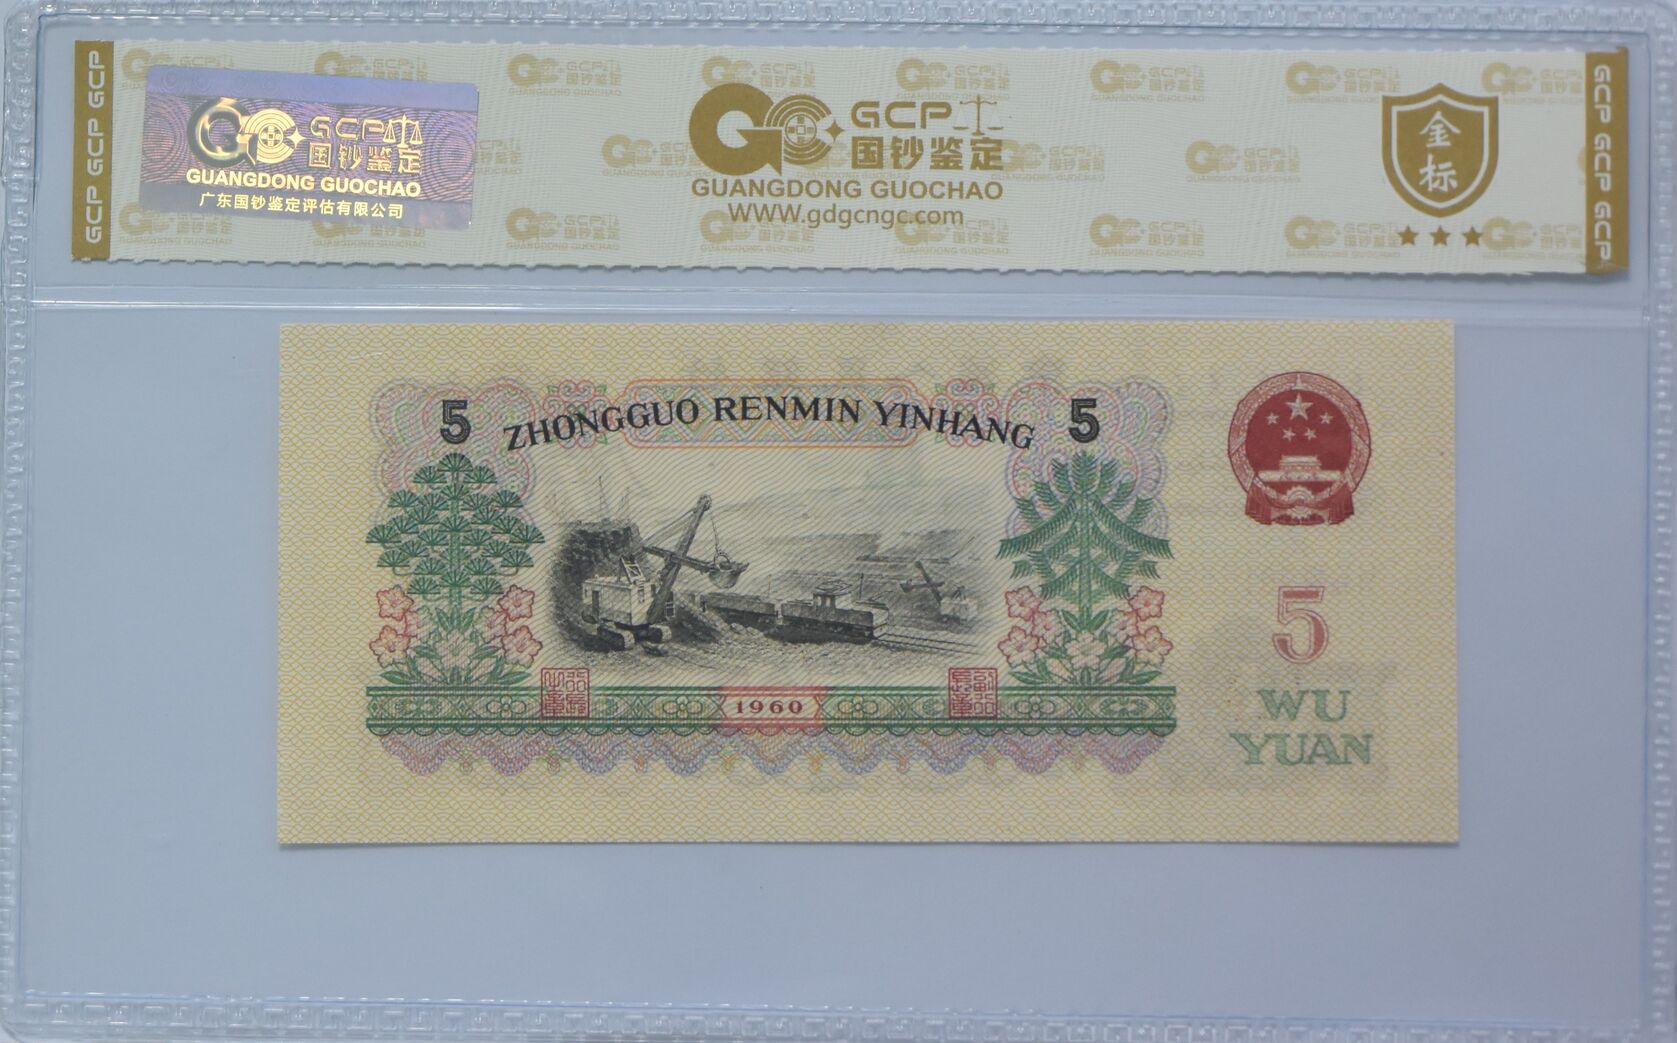 GCP GCP GCP
GCP
国钞鉴定
GUANGDONG GUOCHAO
广东国钞鉴定评估有限公司
GCP
国钞鉴定
GUANGDONG GUOCHAO
WWW.gdgcngc.com
金
标
GCP GCP GCP
5
ZHONGGUO RENMIN YINHANG
5
1960
5
WU
YUAN